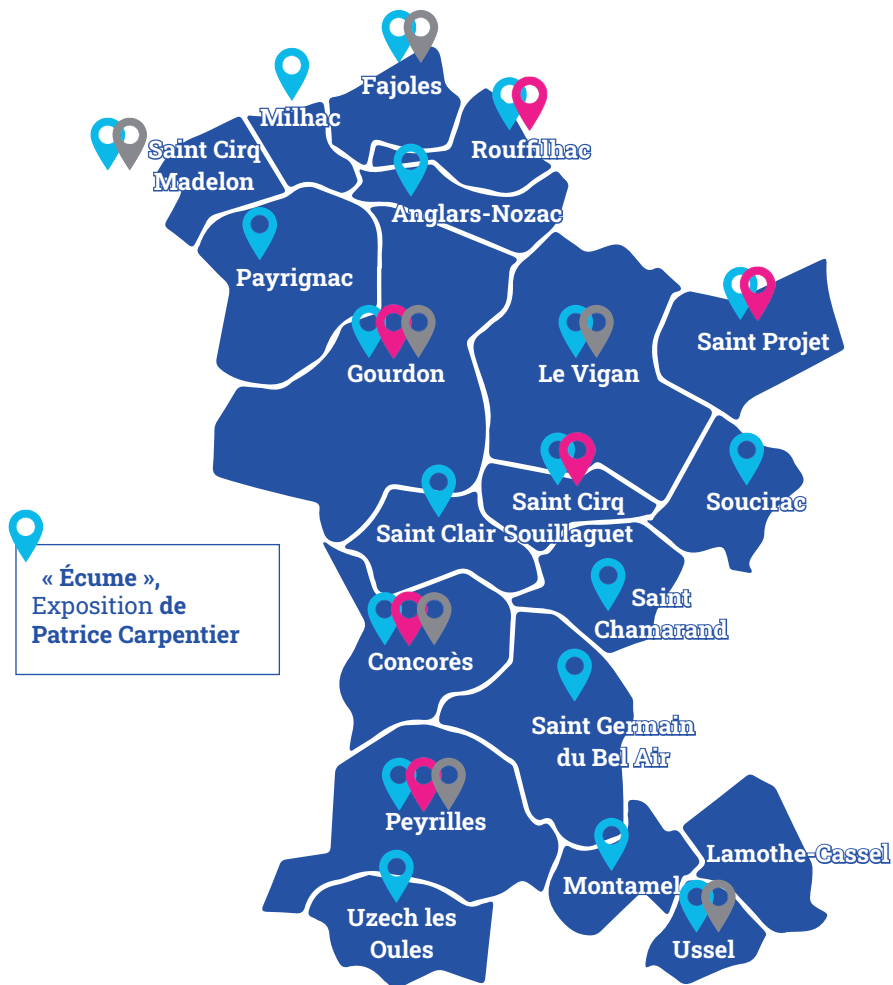 Fajoles
Milhac
Rouffilhac
Saint Cirq
Madelon
Anglars-Nozac
Payrignac
Saint Projet
Gourdon
Le Vigan
Saint Cirq
Souillaguet
Soucirac
Saint Clair
« Écume »,
Exposition de
Patrice Carpentier
Saint
Chamarand
Concorès
Saint Germain
du Bel Air
Peyrilles
Lamothe-Cassel
Montamel
Uzech les
Oules
Ussel